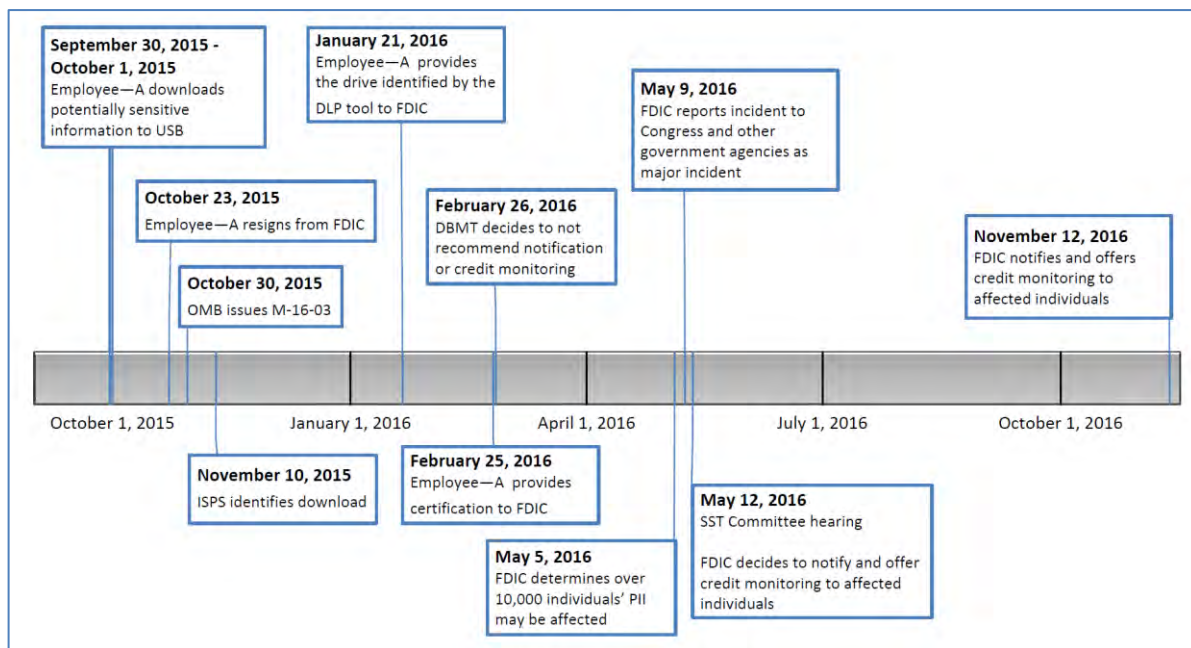 September 30, 2015 -
October 1, 2015
Employee—A downloads
potentially sensitive
information to USB
January 21, 2016
Employee—A provides
the drive identified by the
DLP tool to FDIC
May 9, 2016
FDIC reports incident to
Congress and other
government agencies as
major incident
October 23, 2015
Employee—A resigns from FDIC
February 26, 2016
DBMT decides to not
recommend notification
or credit monitoring
November 12, 2016
FDIC notifies and offers
credit monitoring to
affected individuals
October 30, 2015
OMB issues M-16-03
October 1, 2015
January 1, 2016
April 1, 2016
July 1, 2016
October 1, 2016
November 10, 2015
ISPS identifies download
February 25, 2016
Employee—A provides
certification to FDIC
May 5, 2016
FDIC determines over
10,000 individuals’ PII
may be affected
May 12, 2016
SST Committee hearing
FDIC decides to notify and offer
credit monitoring to affected
individuals